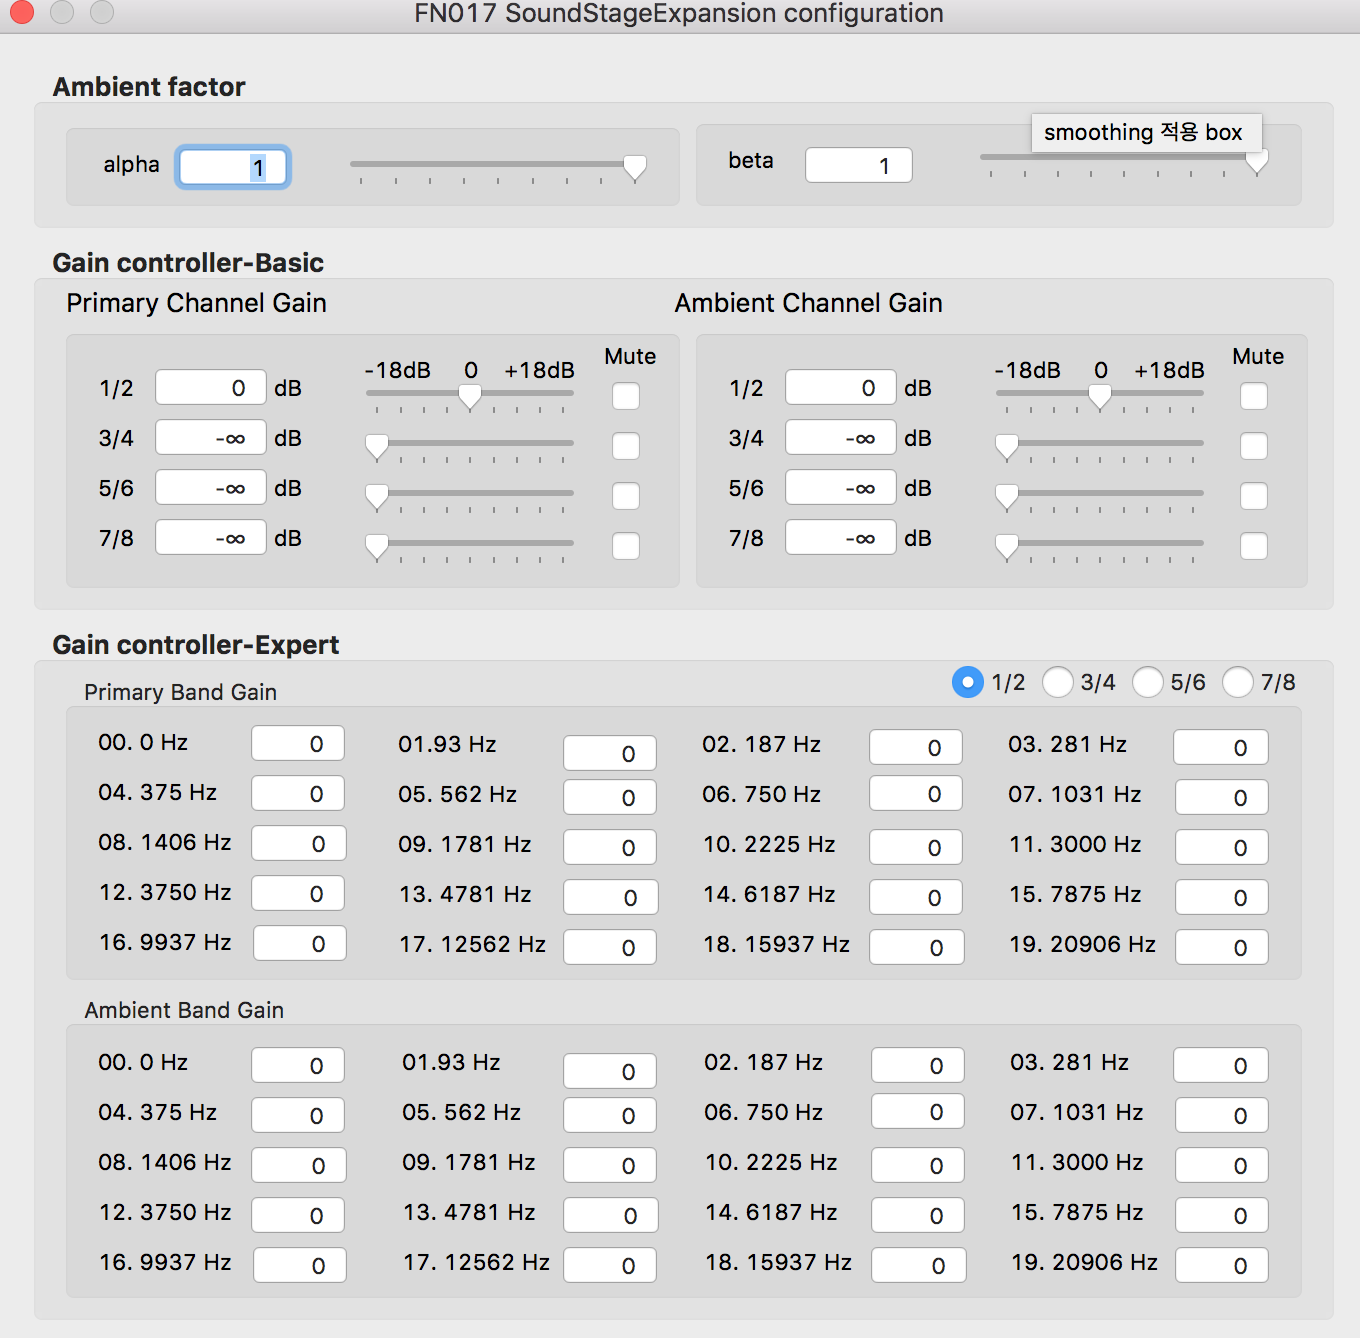 FN017 SoundStageExpansion configuration
Ambient factor
alpha 1
beta 1
smoothing 적용 box
Gain controller-Basic
Primary Channel Gain
-18dB 0 +18dB Mute
1/2 0 dB
3/4 -∞ dB
5/6 -∞ dB
7/8 -∞ dB
Ambient Channel Gain
-18dB 0 +18dB Mute
1/2 0 dB
3/4 -∞ dB
5/6 -∞ dB
7/8 -∞ dB
Gain controller-Expert
1/2 3/4 5/6 7/8
Primary Band Gain
00. 0 Hz 0 01.93 Hz 0 02. 187 Hz 0 03. 281 Hz 0
04. 375 Hz 0 05. 562 Hz 0 06. 750 Hz 0 07. 1031 Hz 0
08. 1406 Hz 0 09. 1781 Hz 0 10. 2225 Hz 0 11. 3000 Hz 0
12. 3750 Hz 0 13. 4781 Hz 0 14. 6187 Hz 0 15. 7875 Hz 0
16. 9937 Hz 0 17. 12562 Hz 0 18. 15937 Hz 0 19. 20906 Hz 0
Ambient Band Gain
00. 0 Hz 0 01.93 Hz 0 02. 187 Hz 0 03. 281 Hz 0
04. 375 Hz 0 05. 562 Hz 0 06. 750 Hz 0 07. 1031 Hz 0
08. 1406 Hz 0 09. 1781 Hz 0 10. 2225 Hz 0 11. 3000 Hz 0
12. 3750 Hz 0 13. 4781 Hz 0 14. 6187 Hz 0 15. 7875 Hz 0
16. 9937 Hz 0 17. 12562 Hz 0 18. 15937 Hz 0 19. 20906 Hz 0